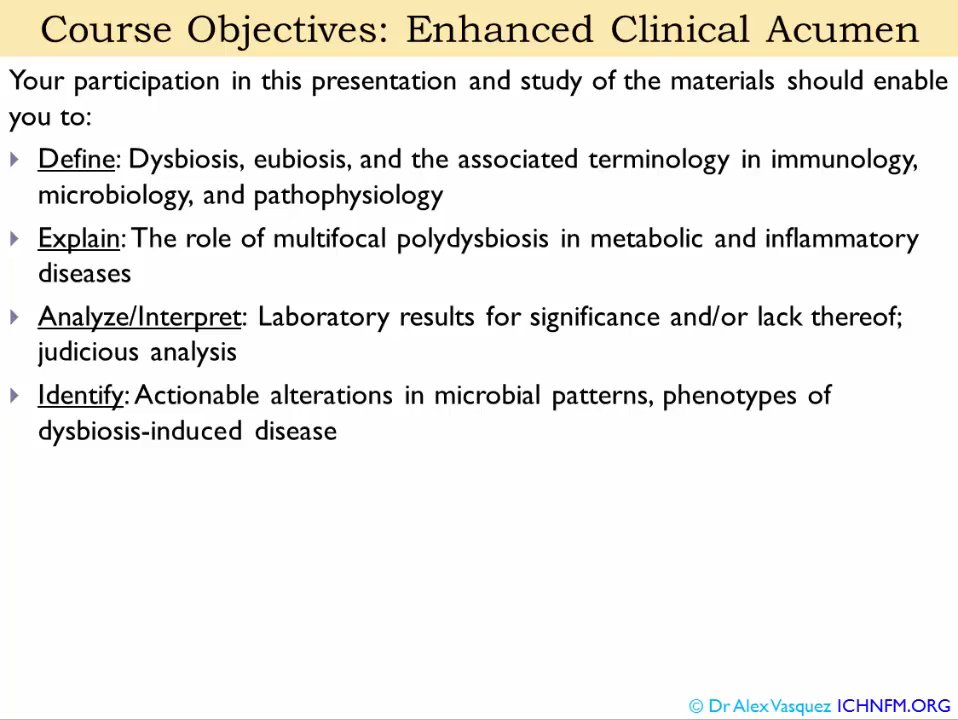 Course Objectives: Enhanced Clinical Acumen
Your participation in this presentation and study of the materials should enable
you to:
Define: Dysbiosis, eubiosis, and the associated terminology in immunology,
microbiology, and pathophysiology
Explain: The role of multifocal polydysbiosis in metabolic and inflammatory
diseases
Analyze/Interpret: Laboratory results for significance and/or lack thereof;
judicious analysis
Identify: Actionable alterations in microbial patterns, phenotypes of
dysbiosis-induced disease
© Dr Alex Vasquez ICHNFM.ORG